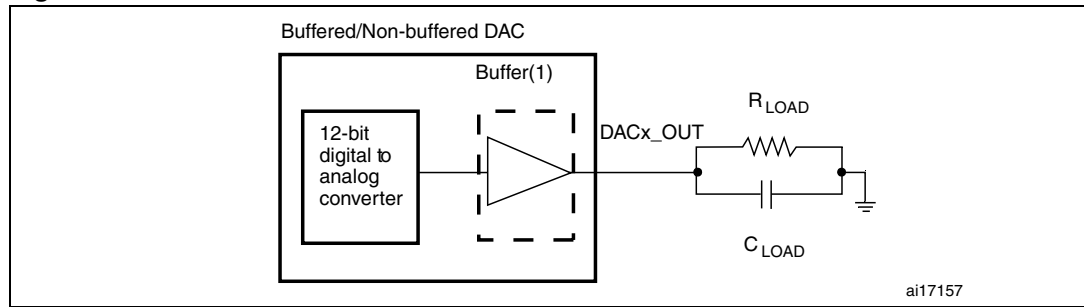 Buffered/Non-buffered DAC
Buffer(1)
12-bit
digital to
analog
converter
DACx_OUT
R LOAD
C LOAD
ai17157